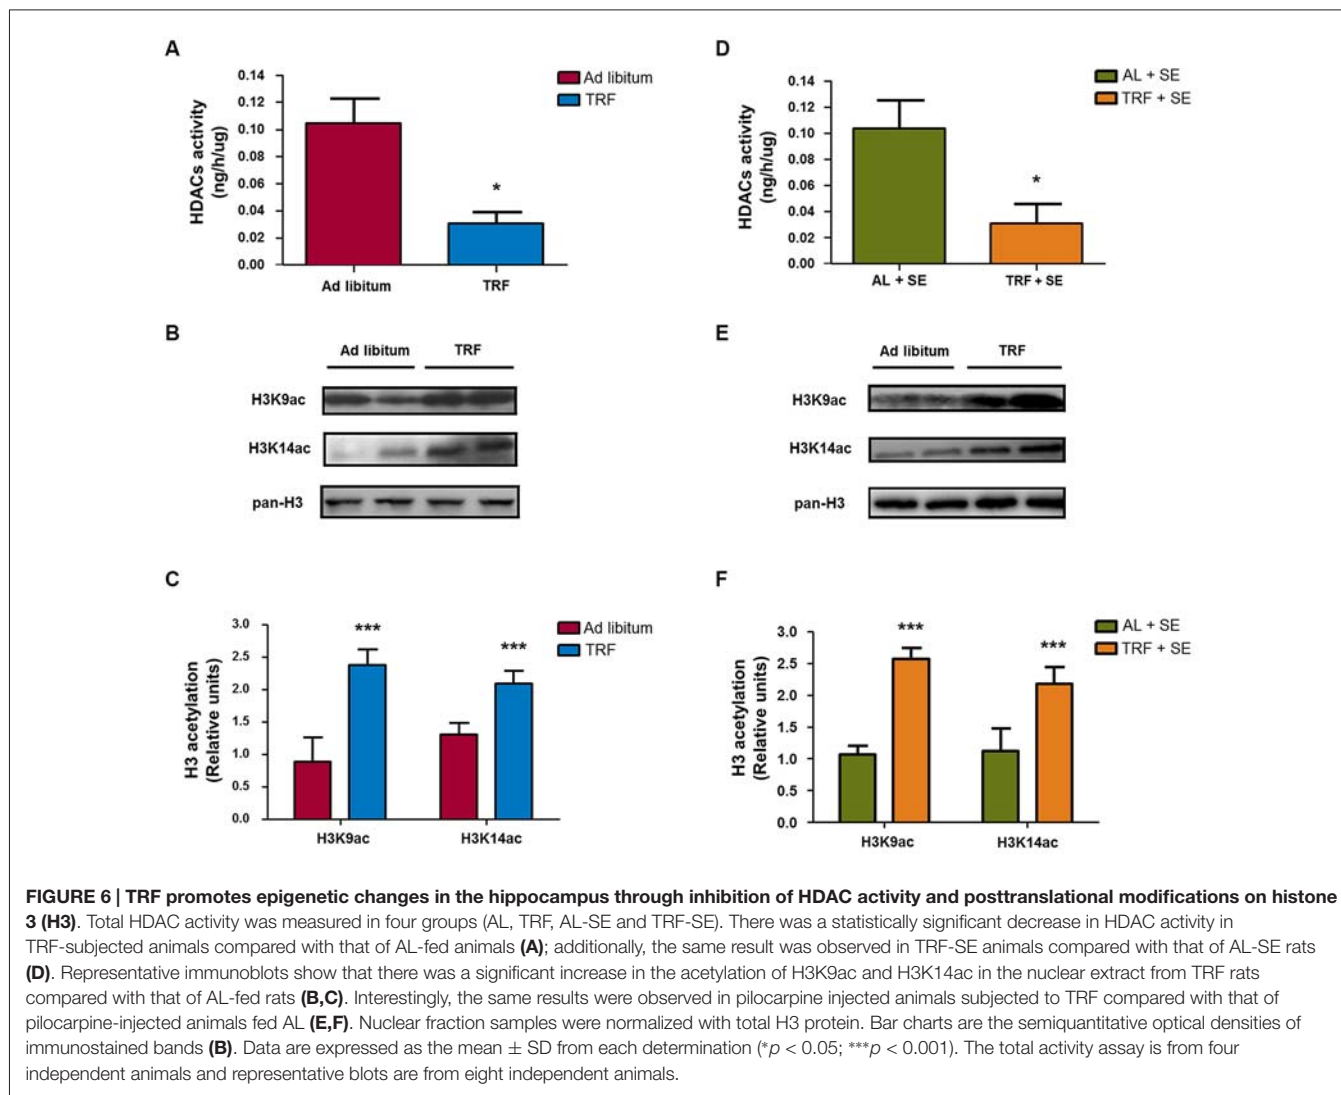 A
0.14
0.12
0.10
0.08
0.06
0.04
0.02
0.00
HDACs activity
(ng/h/ug)
*
Ad libitum
TRF
Ad libitum
TRF
D
0.14
0.12
0.10
0.08
0.06
0.04
0.02
0.00
HDACs activity
(ng/h/ug)
*
AL + SE
TRF + SE
AL + SE
TRF + SE
B
Ad libitum TRF
H3K9ac
H3K14ac
pan-H3
E
Ad libitum TRF
H3K9ac
H3K14ac
pan-H3
C
3.0
2.5
2.0
1.5
1.0
0.5
0.0
H3 acetylation
(Relative units)
***
***
Ad libitum
TRF
H3K9ac H3K14ac
F
3.0
2.5
2.0
1.5
1.0
0.5
0.0
H3 acetylation
(Relative units)
***
***
AL + SE
TRF + SE
H3K9ac H3K14ac
FIGURE 6 | TRF promotes epigenetic changes in the hippocampus through inhibition of HDAC activity and posttranslational modifications on histone
3 (H3). Total HDAC activity was measured in four groups (AL, TRF, AL-SE and TRF-SE). There was a statistically significant decrease in HDAC activity in
TRF-subjected animals compared with that of AL-fed animals (A); additionally, the same result was observed in TRF-SE animals compared with that of AL-SE rats
(D). Representative immunoblots show that there was a significant increase in the acetylation of H3K9ac and H3K14ac in the nuclear extract from TRF rats
compared with that of AL-fed rats (B,C). Interestingly, the same results were observed in pilocarpine injected animals subjected to TRF compared with that of
pilocarpine-injected animals fed AL (E,F). Nuclear fraction samples were normalized with total H3 protein. Bar charts are the semiquantitative optical densities of
immunostained bands (B). Data are expressed as the mean ± SD from each determination (*p < 0.05; ***p < 0.001). The total activity assay is from four
independent animals and representative blots are from eight independent animals.